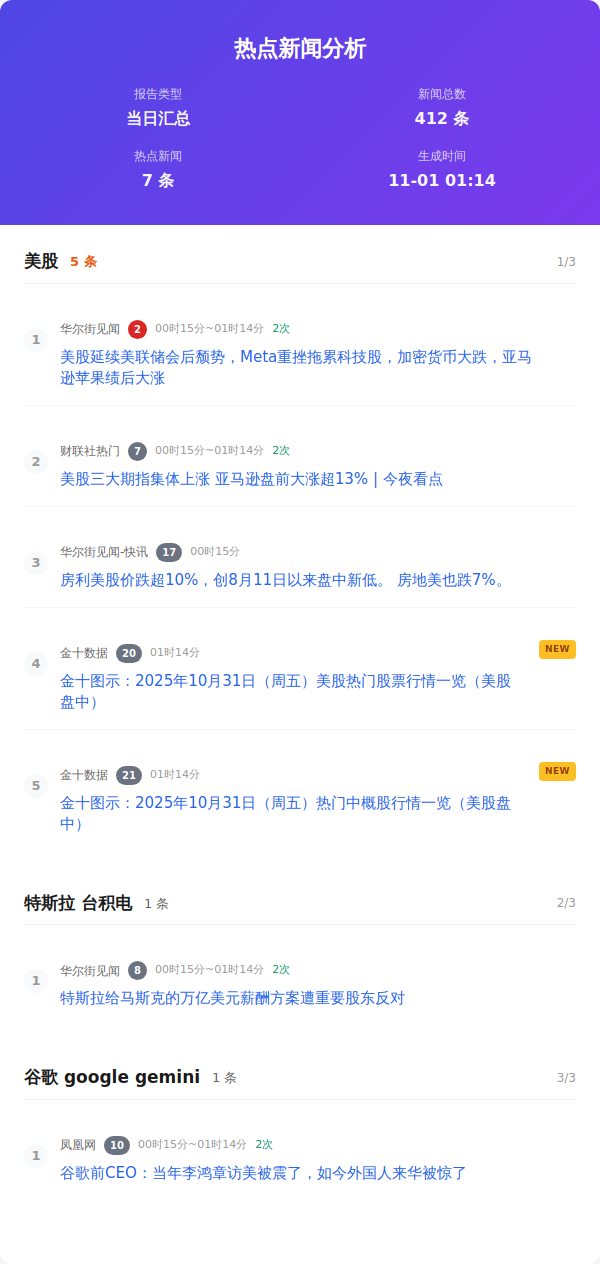 热点新闻分析
报告类型
新闻总数
当日汇总
412 条
热点新闻
生成时间
7 条
11-01 01:14
美股 5 条 1/3
1 华尔街见闻 2 00时15分~01时14分 2次
美股延续美联储会后颓势，Meta重挫拖累科技股，加密货币大跌，亚马
逊苹果绩后大涨
2 财联社热门 7 00时15分~01时14分 2次
美股三大期指集体上涨 亚马逊盘前大涨超13% | 今夜看点
3 华尔街见闻-快讯 17 00时15分
房利美股价跌超10%，创8月11日以来盘中新低。 房地美也跌7%。
4 金十数据 20 01时14分 NEW
金十图示：2025年10月31日（周五）美股热门股票行情一览（美股
盘中）
5 金十数据 21 01时14分 NEW
金十图示：2025年10月31日（周五）热门中概股行情一览（美股盘
中）
特斯拉 台积电 1 条 2/3
1 华尔街见闻 8 00时15分~01时14分 2次
特斯拉给马斯克的万亿美元薪酬方案遭重要股东反对
谷歌 google gemini 1 条 3/3
1 凤凰网 10 00时15分~01时14分 2次
谷歌前CEO：当年李鸿章访美被震了，如今外国人来华被惊了